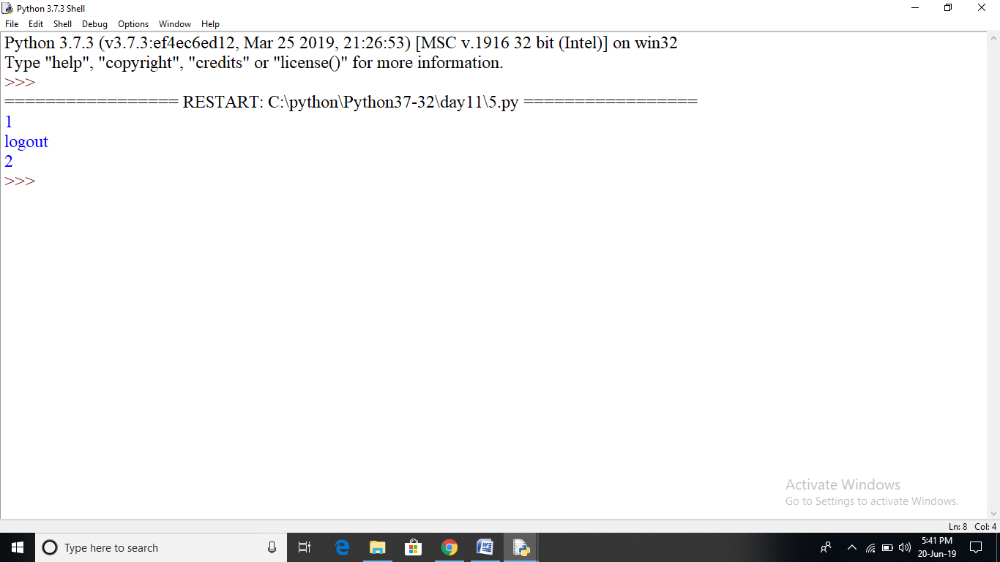 Python 3.7.3 Shell
File Edit Shell Debug Options Window Help
Python 3.7.3 (v3.7.3:ef4ec6ed12, Mar 25 2019, 21:26:53) [MSC v.1916 32 bit (Intel)] on win32
Type "help", "copyright", "credits" or "license()" for more information.
>>>
================= RESTART: C:\python\Python37-32\day11\5.py =================
1
logout
2
>>>
Activate Windows
Go to Settings to activate Windows.
Ln: 8 Col: 4
Type here to search
5:41 PM
20-Jun-19